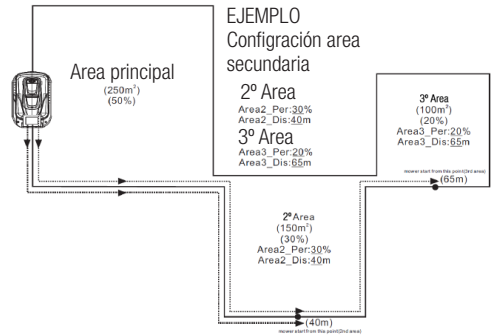 EJEMPLO
Configración area
secundaria
2º Area
Area2_Per:30%
Area2_Dis:40m
3º Area
Area3_Per:20%
Area3_Dis:65m
Area principal
(250m²)
(50%)
3º Area
(100m²)
(20%)
Area3_Per:20%
Area3_Dis:65m
mower start from this point(3rd area)
(65m)
2º Area
(150m²)
(30%)
Area2_Per:30%
Area2_Dis:40m
(40m)
mower start from this point(2nd area)